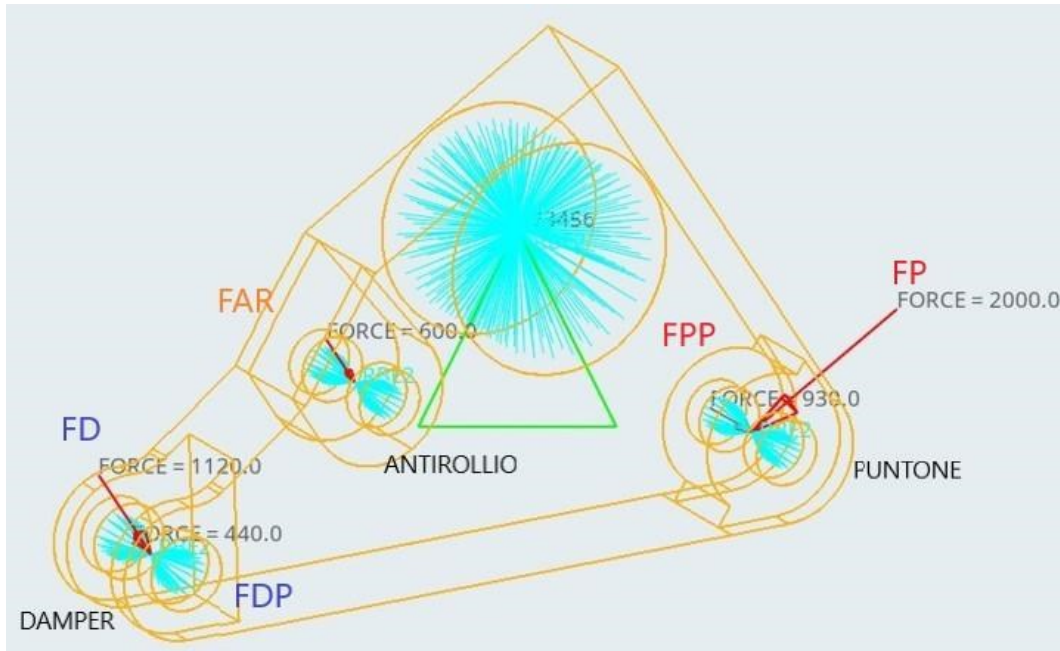 3456
FP
FORCE = 2000.0
FAR
FORCE = 600.0
FPP
FORCE = 930.0
FD
FORCE = 1120.0
ANTIROLLIO
PUNTONE
FORCE = 440.0
FDP
DAMPER